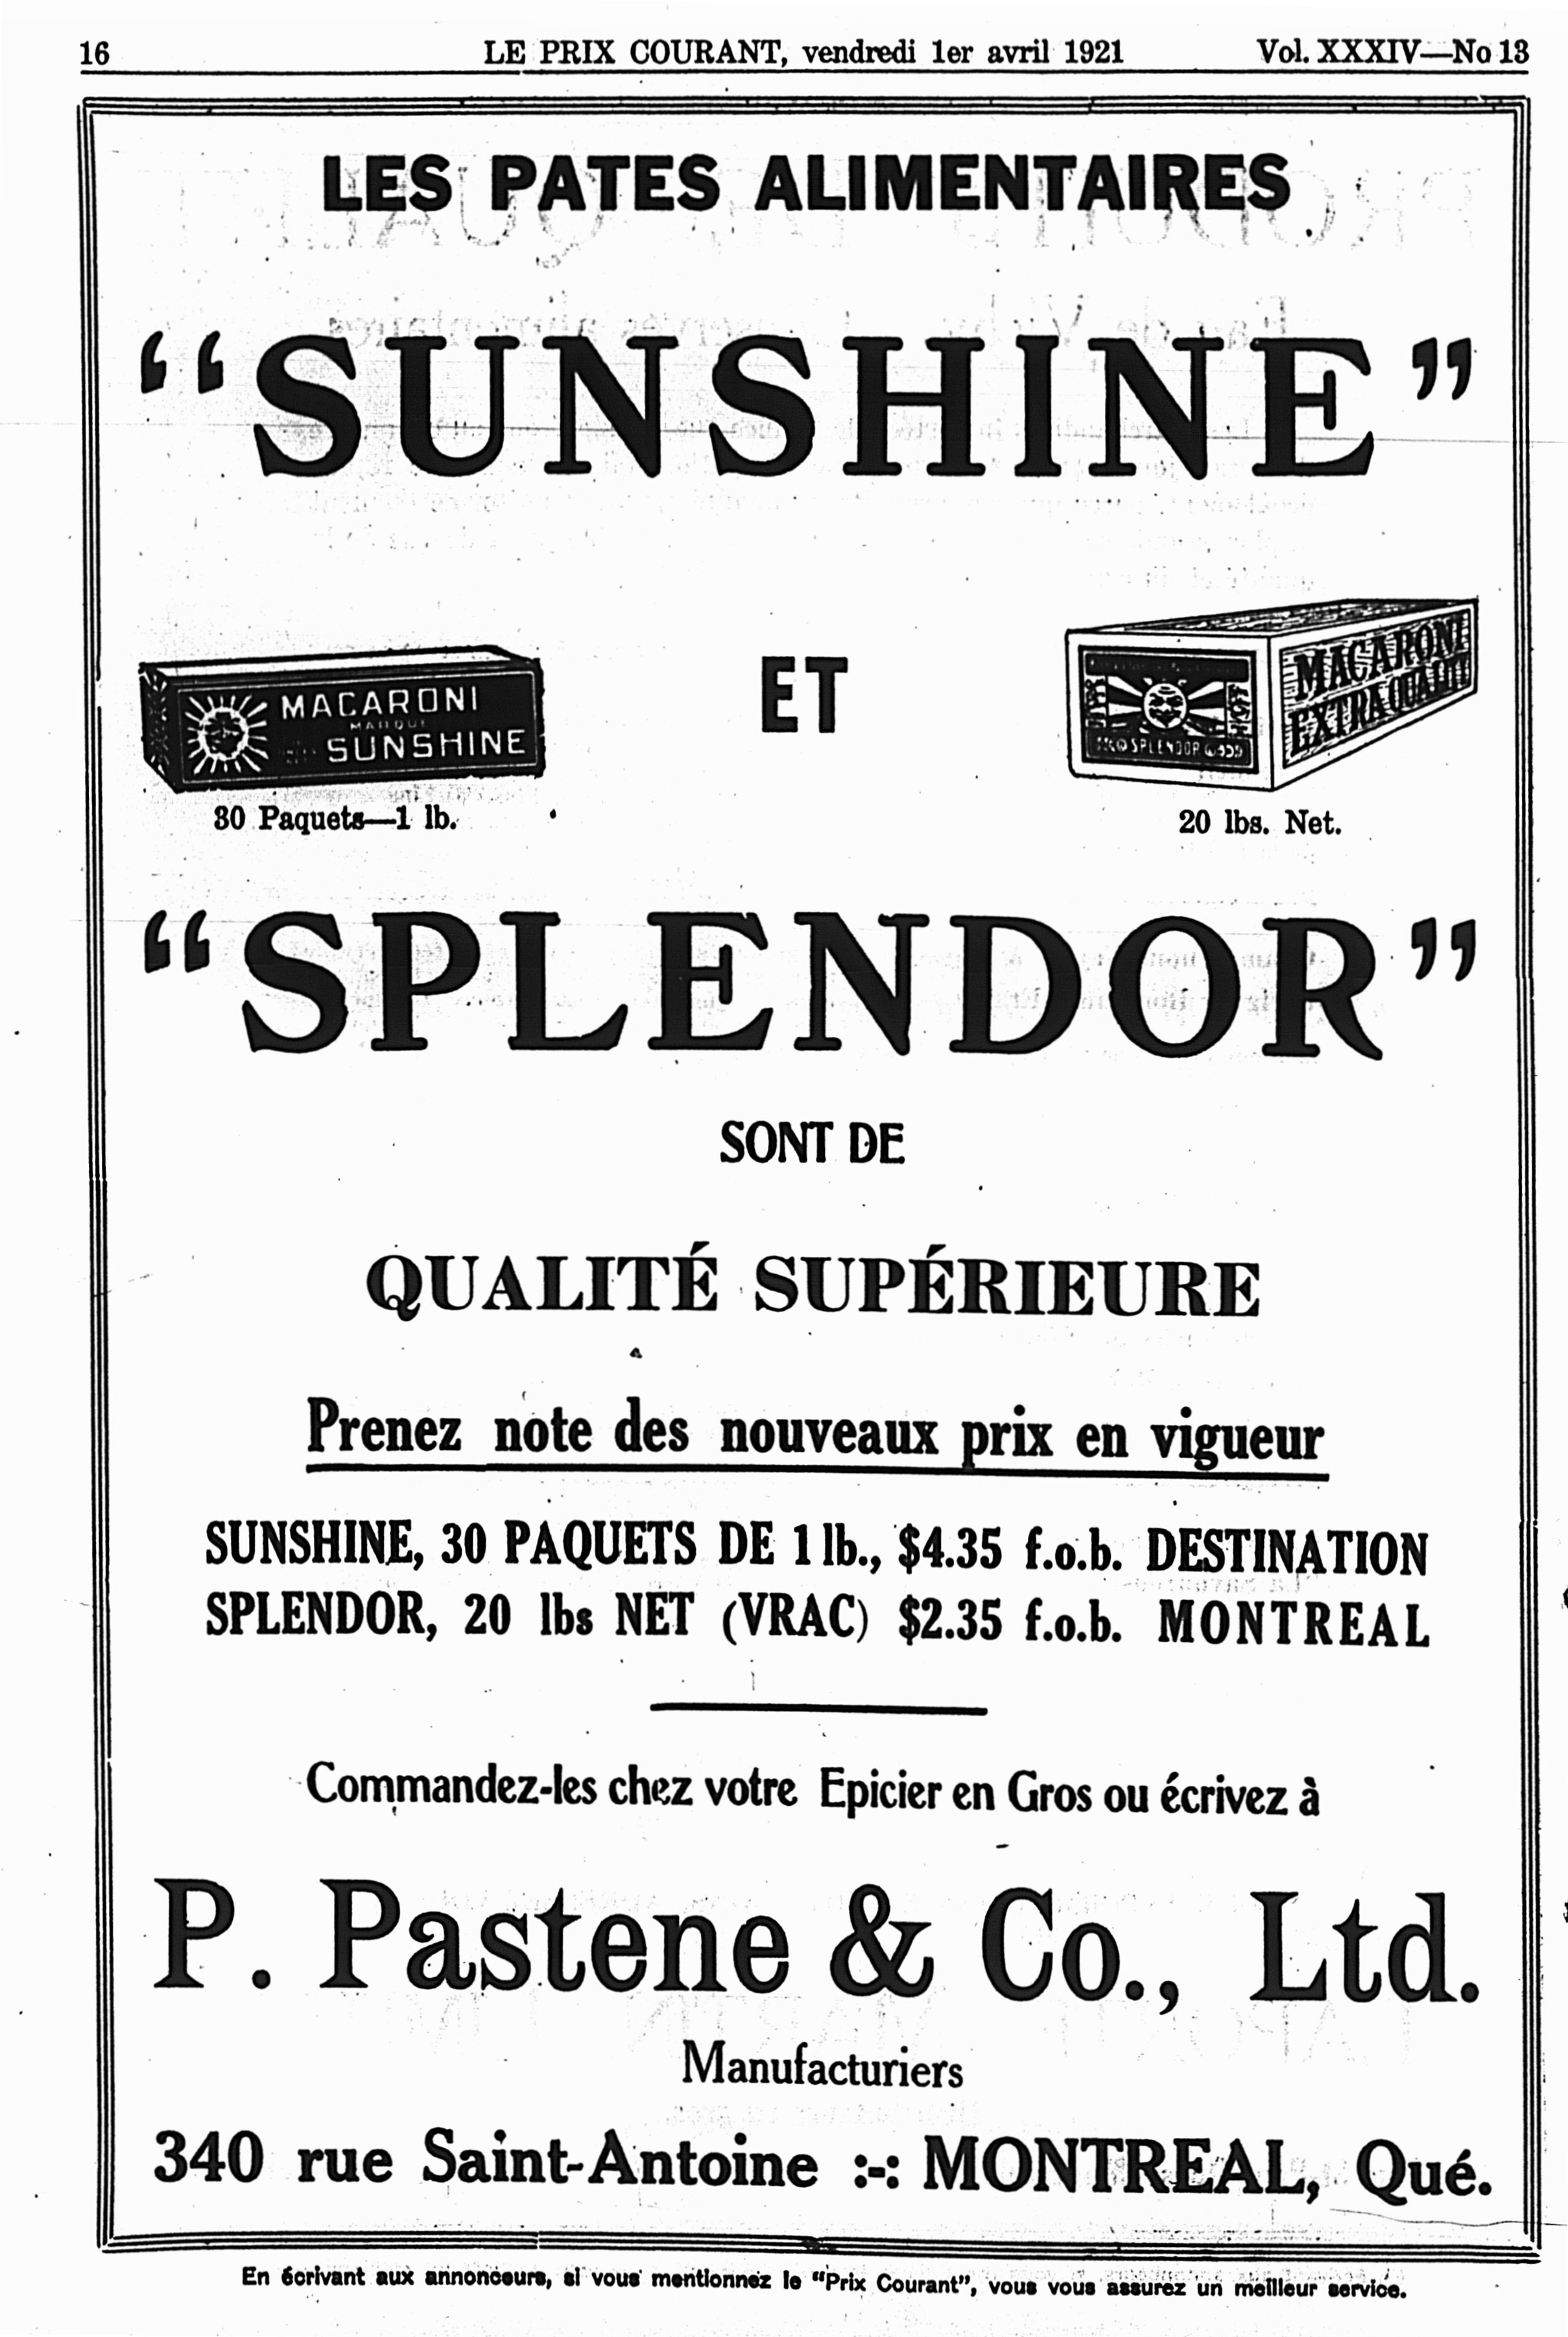 16 LE PRIX COURANT, vendredi 1er avril 1921 Vol. XXXIV—No 13
LES PATES ALIMENTAIRES
“SUNSHINE”
MACARONI
MARQUE
SUNSHINE
30 Paquets—1 lb.
ET
MACARONI
EXTRA QUALITY
SPLENDOR
20 lbs. Net.
“SPLENDOR”
SONT DE
QUALITÉ SUPÉRIEURE
Prenez note des nouveaux prix en vigueur
SUNSHINE, 30 PAQUETS DE 1 lb., $4.35 f.o.b. DESTINATION
SPLENDOR, 20 lbs NET (VRAC) $2.35 f.o.b. MONTREAL
Commandez-les chez votre Epicier en Gros ou écrivez à
P. Pastene & Co., Ltd.
Manufacturiers
340 rue Saint-Antoine :-: MONTREAL, Qué.
En écrivant aux annonceurs, si vous mentionnez le “Prix Courant”, vous vous assurez un meilleur service.